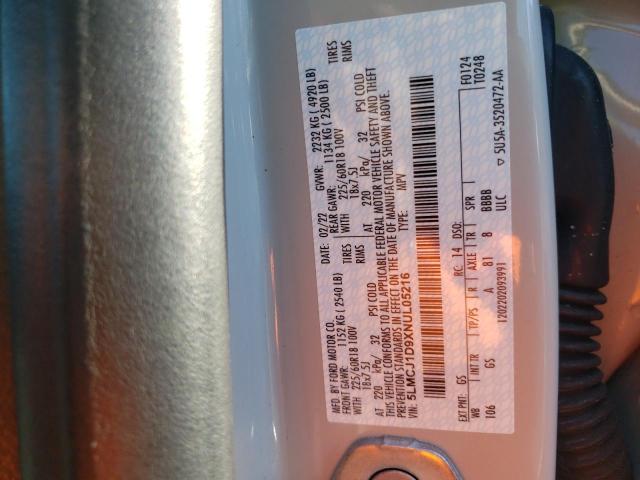 MFD. BY FORD MOTOR CO.
DATE: 02/22 GVWR: 2232 KG ( 4920 LB)
FRONT GAWR: 1152 KG ( 2540 LB) REAR GAWR: 1134 KG ( 2500 LB)
WITH 225/60R18 100V TIRES WITH 225/60R18 100V TIRES
18x7.5J RIMS 18x7.5J RIMS
AT 220 kPa/ 32 PSI COLD AT 220 kPa/ 32 PSI COLD
THIS VEHICLE CONFORMS TO ALL APPLICABLE FEDERAL MOTOR VEHICLE SAFETY AND THEFT
PREVENTION STANDARDS IN EFFECT ON THE DATE OF MANUFACTURE SHOWN ABOVE.
VIN: 5LMCJ1D9XNUL05216 TYPE: MPV
F0124
T0248
EXT PNT: GS RC: 14 DSO:
WB INT TR TP/PS R AXLE TR SPR
106 GS A 81 8 BBBB
ULC
1202202093991
5U5A-3520472-AA